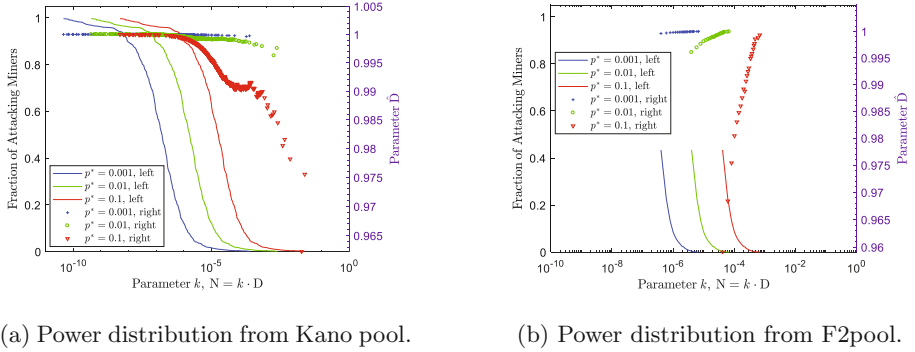 1.005
1
0.995
0.99
0.985
0.98
0.975
0.97
0.965
Parameter D̂
1
0.8
0.6
0.4
0.2
0
Fraction of Attacking Miners
p* = 0.001, left
p* = 0.01, left
p* = 0.1, left
p* = 0.001, right
p* = 0.01, right
p* = 0.1, right
10⁻¹⁰
10⁻⁵
10⁰
Parameter k, N = k · D
(a) Power distribution from Kano pool.
1
0.8
0.6
0.4
0.2
0
Fraction of Attacking Miners
p* = 0.001, left
p* = 0.01, left
p* = 0.1, left
p* = 0.001, right
p* = 0.01, right
p* = 0.1, right
1
0.995
0.99
0.985
0.98
0.975
0.97
0.965
0.96
Parameter D̂
10⁻¹⁰
10⁻⁸
10⁻⁶
10⁻⁴
10⁻²
10⁰
Parameter k, N = k · D
(b) Power distribution from F2pool.